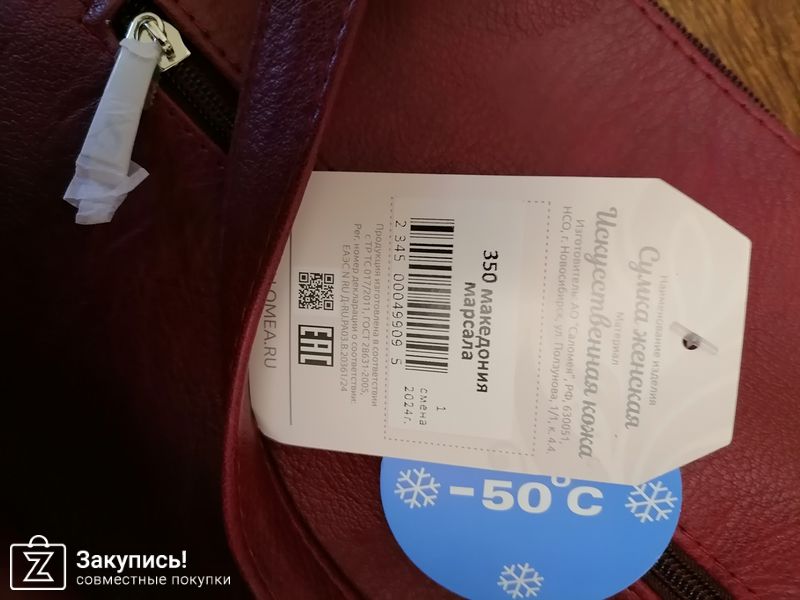 Наименование изделия
Сумка женская
Материал
Искусственная кожа
Изготовитель: АО "Саломея", РФ, 630051,
НСО, г. Новосибирск, ул. Ползунова, 1/1, к. 4.4.
350 македония
марсала
2 345 00049909 5
1
смена
2024г.
Продукция изготовлена в соответствии
с ТР ТС 017/2011, ГОСТ 28631-2005,
Рег. номер декларации о соответствии:
ЕАЭС N RU Д-RU.РА03.В.20361/24
EAC
LOMEA.RU
-50°C
Закупись!
совместные покупки